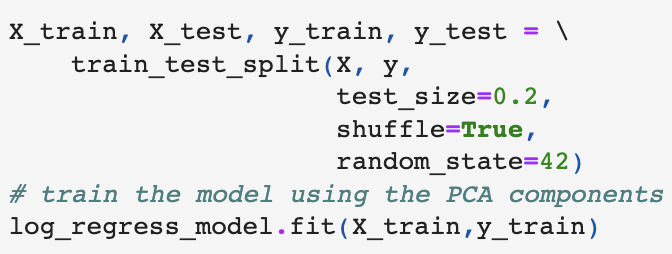 X_train, X_test, y_train, y_test = \
    train_test_split(X, y,
                     test_size=0.2,
                     shuffle=True,
                     random_state=42)
# train the model using the PCA components
log_regress_model.fit(X_train,y_train)